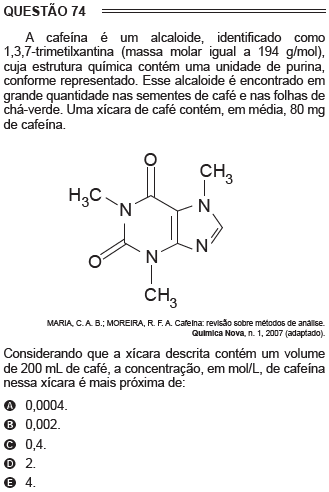 QUESTÃO 74
A cafeína é um alcaloide, identificado como
1,3,7-trimetilxantina (massa molar igual a 194 g/mol),
cuja estrutura química contém uma unidade de purina,
conforme representado. Esse alcaloide é encontrado em
grande quantidade nas sementes de café e nas folhas de
chá-verde. Uma xícara de café contém, em média, 80 mg
de cafeína.
O
CH₃
H₃C
N
N
O
N
N
CH₃
MARIA, C. A. B.; MOREIRA, R. F. A. Cafeína: revisão sobre métodos de análise.
Química Nova, n. 1, 2007 (adaptado).
Considerando que a xícara descrita contém um volume
de 200 mL de café, a concentração, em mol/L, de cafeína
nessa xícara é mais próxima de:
A 0,0004.
B 0,002.
C 0,4.
D 2.
E 4.